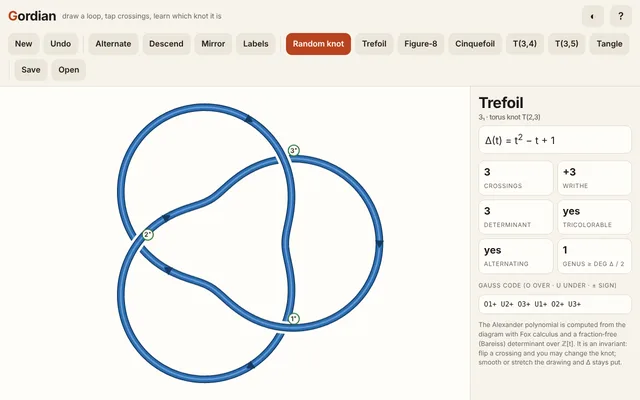 Gordian draw a loop, tap crossings, learn which knot it is ?
New Undo Alternate Descend Mirror Labels Random knot Trefoil Figure-8 Cinquefoil T(3,4) T(3,5) Tangle
Save Open
Trefoil
3₁ · torus knot T(2,3)
Δ(t) = t² − t + 1
3 +3
CROSSINGS WRITHE
3 yes
DETERMINANT TRICOLORABLE
yes 1
ALTERNATING GENUS ≥ DEG Δ / 2
GAUSS CODE (O OVER · U UNDER · ± SIGN)
O1+ U2+ O3+ U1+ O2+ U3+
The Alexander polynomial is computed from the
diagram with Fox calculus and a fraction-free
(Bareiss) determinant over ℤ[t]. It is an invariant:
flip a crossing and you may change the knot;
smooth or stretch the drawing and Δ stays put.
3⁺
2⁺
1⁺